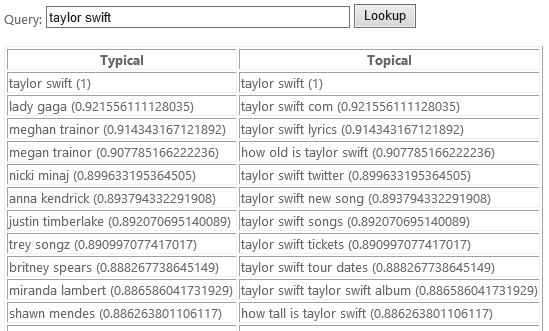 Query: taylor swift Lookup
Typical Topical
taylor swift (1) taylor swift (1)
lady gaga (0.921556111128035) taylor swift com (0.921556111128035)
meghan trainor (0.914343167121892) taylor swift lyrics (0.914343167121892)
megan trainor (0.907785166222236) how old is taylor swift (0.907785166222236)
nicki minaj (0.899633195364505) taylor swift twitter (0.899633195364505)
anna kendrick (0.893794332291908) taylor swift new song (0.893794332291908)
justin timberlake (0.892070695140089) taylor swift songs (0.892070695140089)
trey songz (0.890997077417017) taylor swift tickets (0.890997077417017)
britney spears (0.888267738645149) taylor swift tour dates (0.888267738645149)
miranda lambert (0.886586041731929) taylor swift taylor swift album (0.886586041731929)
shawn mendes (0.886263801106117) how tall is taylor swift (0.886263801106117)